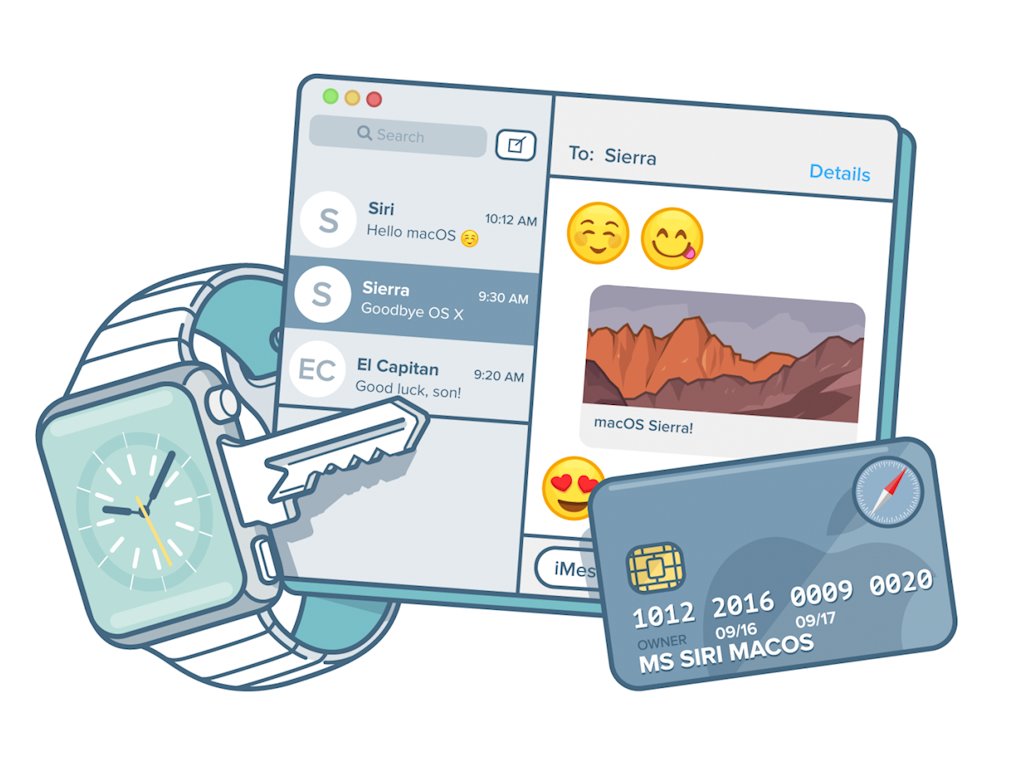 Search
Siri
10:12 AM
Hello macOS
S
Sierra
9:30 AM
Goodbye OS X
S
El Capitan
9:20 AM
Good luck, son!
EC
To: Sierra
Details
macOS Sierra!
iMes
1012 2016 0009 0020
09/16 09/17
OWNER
MS SIRI MACOS